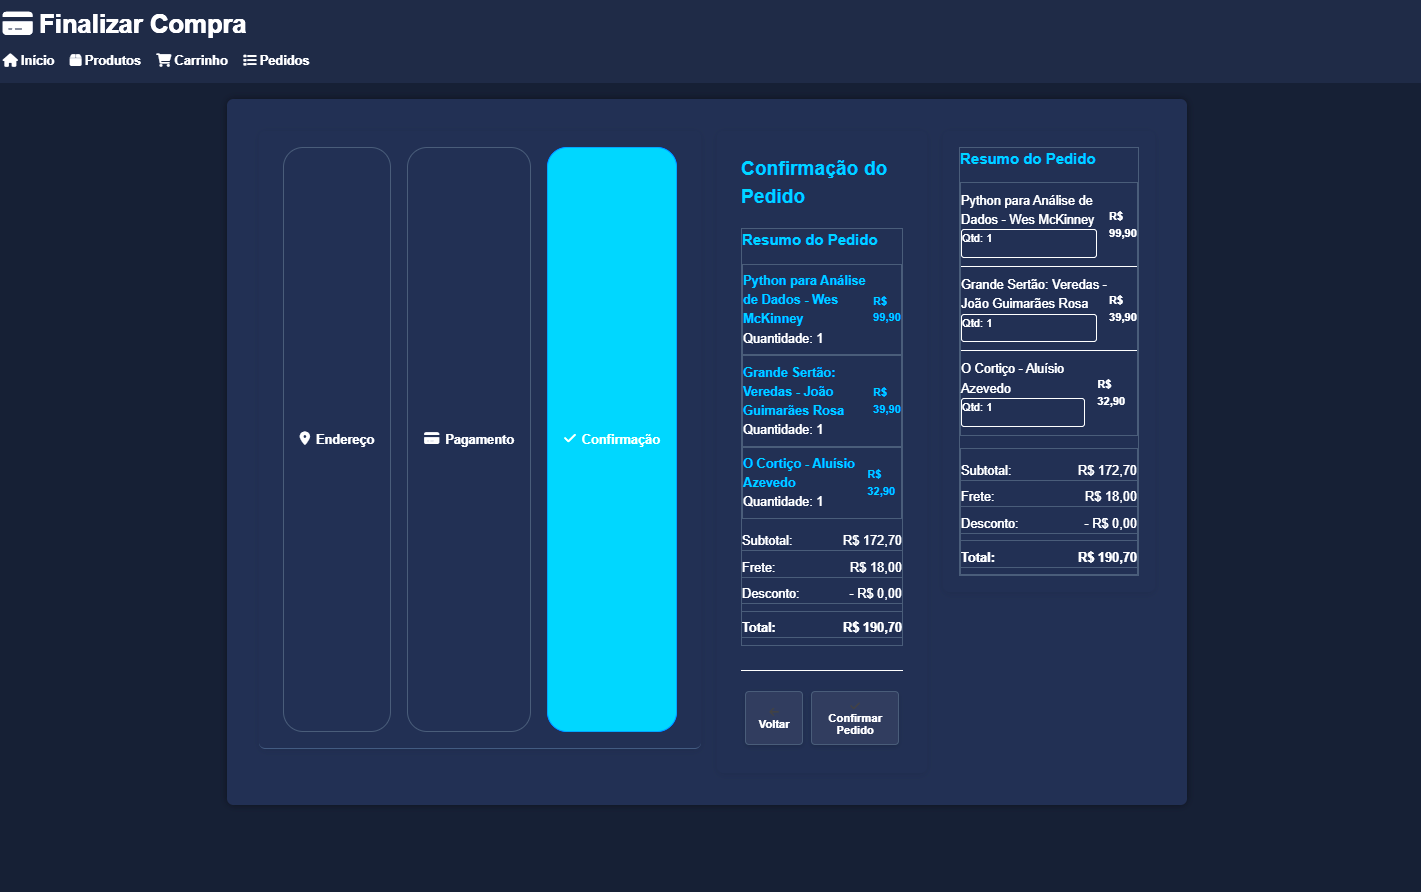 Finalizar Compra
Início Produtos Carrinho Pedidos
Endereço
Pagamento
Confirmação
Confirmação do
Pedido
Resumo do Pedido
Python para Análise
de Dados - Wes
McKinney
Quantidade: 1
R$
99,90
Grande Sertão:
Veredas - João
Guimarães Rosa
Quantidade: 1
R$
39,90
O Cortiço - Aluísio
Azevedo
Quantidade: 1
R$
32,90
Subtotal: R$ 172,70
Frete: R$ 18,00
Desconto: - R$ 0,00
Total: R$ 190,70
Voltar
Confirmar
Pedido
Resumo do Pedido
Python para Análise de
Dados - Wes McKinney
Qtd: 1
R$
99,90
Grande Sertão: Veredas -
João Guimarães Rosa
Qtd: 1
R$
39,90
O Cortiço - Aluísio
Azevedo
Qtd: 1
R$
32,90
Subtotal: R$ 172,70
Frete: R$ 18,00
Desconto: - R$ 0,00
Total: R$ 190,70